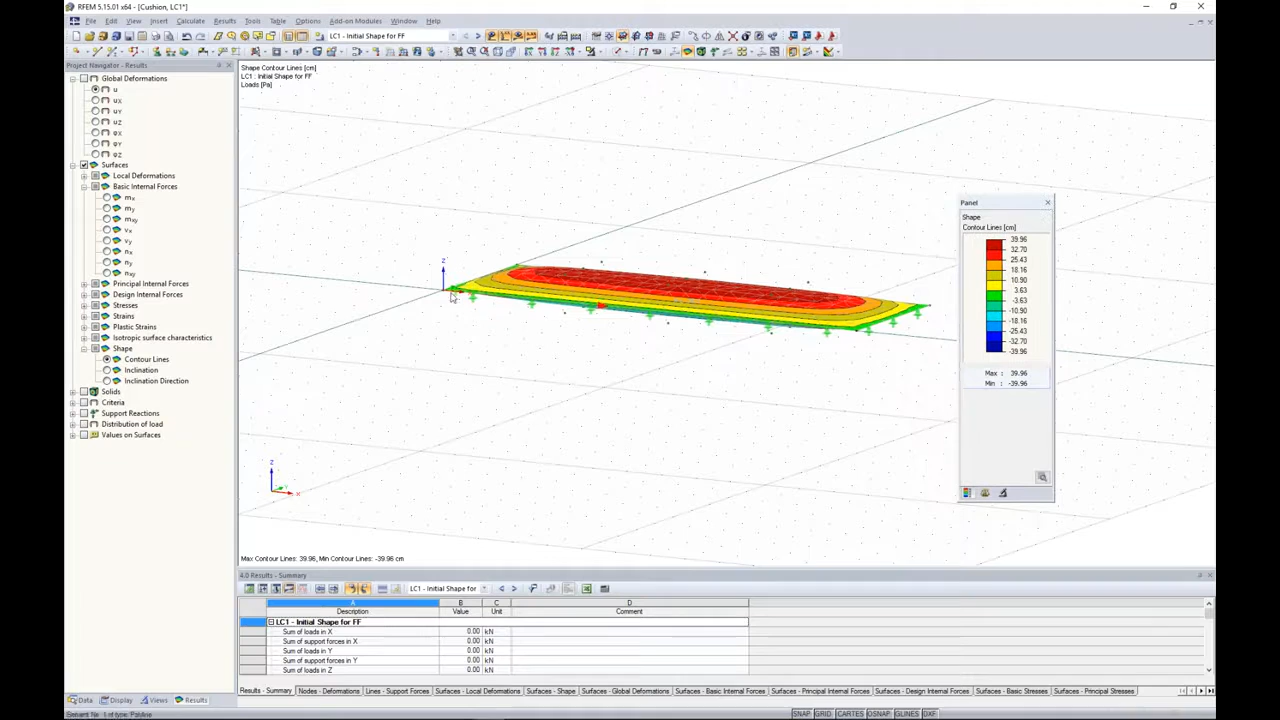 RFEM 5.15.01 x64 - [Cushion, LC1*]
File Edit View Insert Calculate Results Tools Table Options Add-on Modules Window Help
LC1 - Initial Shape for FF
Project Navigator - Results
Global Deformations
u
uX
uY
uZ
φX
φY
φZ
Surfaces
Local Deformations
Basic Internal Forces
mx
my
mxy
vx
vy
nx
ny
nxy
Principal Internal Forces
Design Internal Forces
Stresses
Strains
Plastic Strains
Isotropic surface characteristics
Shape
Contour Lines
Inclination
Inclination Direction
Solids
Criteria
Support Reactions
Distribution of load
Values on Surfaces
Data Display Views Results
Shape Contour Lines [cm]
LC1 : Initial Shape for FF
Loads [Pa]
Z
Z
X
Panel
Shape
Contour Lines [cm]
39.96
32.70
25.43
18.16
10.90
3.63
-3.63
-10.90
-18.16
-25.43
-32.70
-39.96
Max : 39.96
Min : -39.96
Max Contour Lines: 39.96, Min Contour Lines: -39.96 cm
4.0 Results - Summary
LC1 - Initial Shape for
A B C D
Description Value Unit Comment
LC1 - Initial Shape for FF
Sum of loads in X 0.00 kN
Sum of support forces in X 0.00 kN
Sum of loads in Y 0.00 kN
Sum of support forces in Y 0.00 kN
Sum of loads in Z 0.00 kN
Results - Summary Nodes - Deformations Lines - Support Forces Surfaces - Local Deformations Surfaces - Shape Surfaces - Global Deformations Surfaces - Basic Internal Forces Surfaces - Principal Internal Forces Surfaces - Design Internal Forces Surfaces - Basic Stresses Surfaces - Principal Stresses
SNAP GRID CARTES OSNAP GLINES DXF